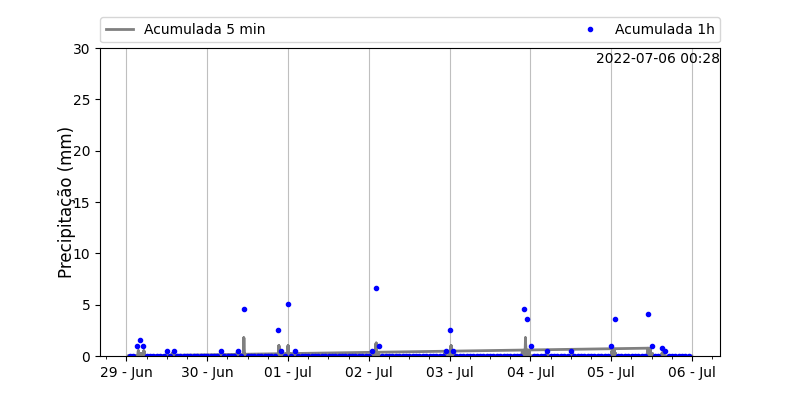 Acumulada 5 min Acumulada 1h
2022-07-06 00:28
Precipitação (mm)
30
25
20
15
10
5
0
29 - Jun 30 - Jun 01 - Jul 02 - Jul 03 - Jul 04 - Jul 05 - Jul 06 - Jul